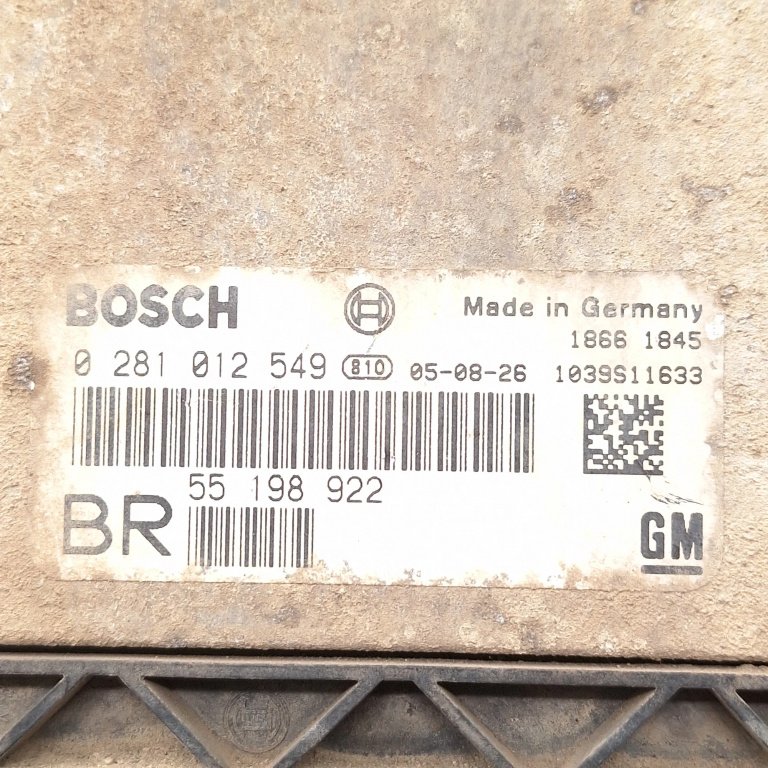 BOSCH
Made in Germany
1866 1845
0 281 012 549 810 05-08-26 1039S11633
55 198 922
BR
GM